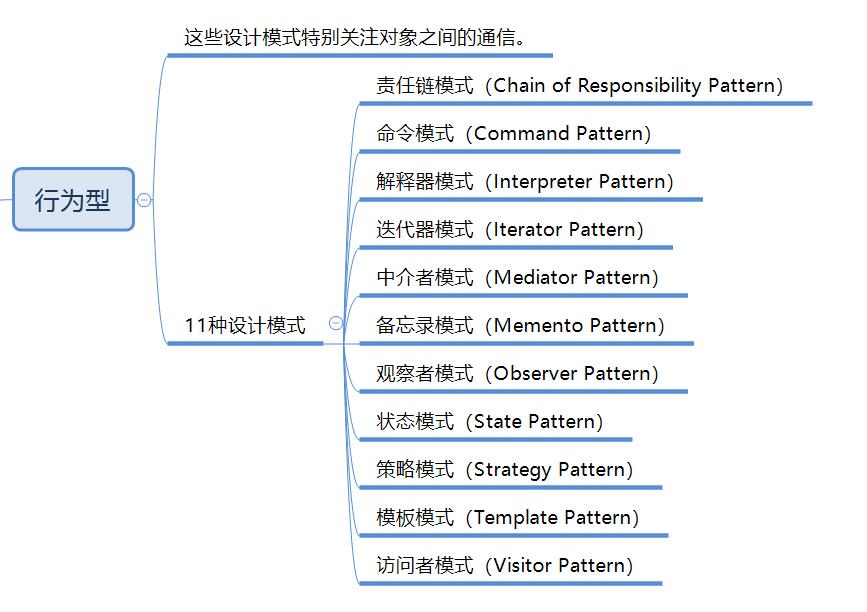 这些设计模式特别关注对象之间的通信。
行为型
11种设计模式
责任链模式（Chain of Responsibility Pattern）
命令模式（Command Pattern）
解释器模式（Interpreter Pattern）
迭代器模式（Iterator Pattern）
中介者模式（Mediator Pattern）
备忘录模式（Memento Pattern）
观察者模式（Observer Pattern）
状态模式（State Pattern）
策略模式（Strategy Pattern）
模板模式（Template Pattern）
访问者模式（Visitor Pattern）